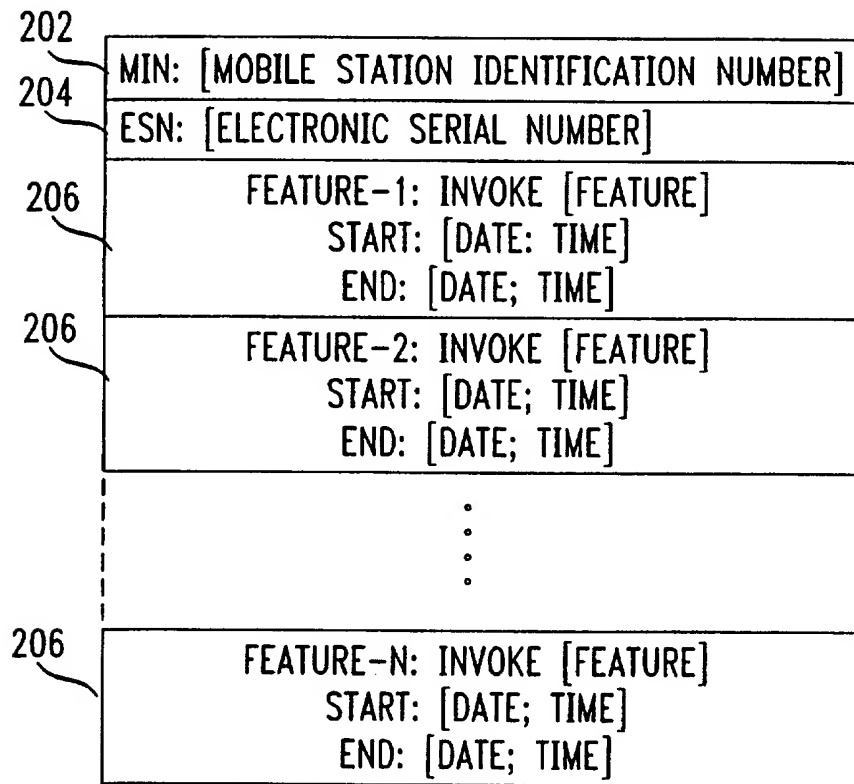 202
MIN: [MOBILE STATION IDENTIFICATION NUMBER]
204
ESN: [ELECTRONIC SERIAL NUMBER]
206
FEATURE-1: INVOKE [FEATURE]
START: [DATE: TIME]
END: [DATE; TIME]
206
FEATURE-2: INVOKE [FEATURE]
START: [DATE; TIME]
END: [DATE; TIME]
206
FEATURE-N: INVOKE [FEATURE]
START: [DATE; TIME]
END: [DATE; TIME]